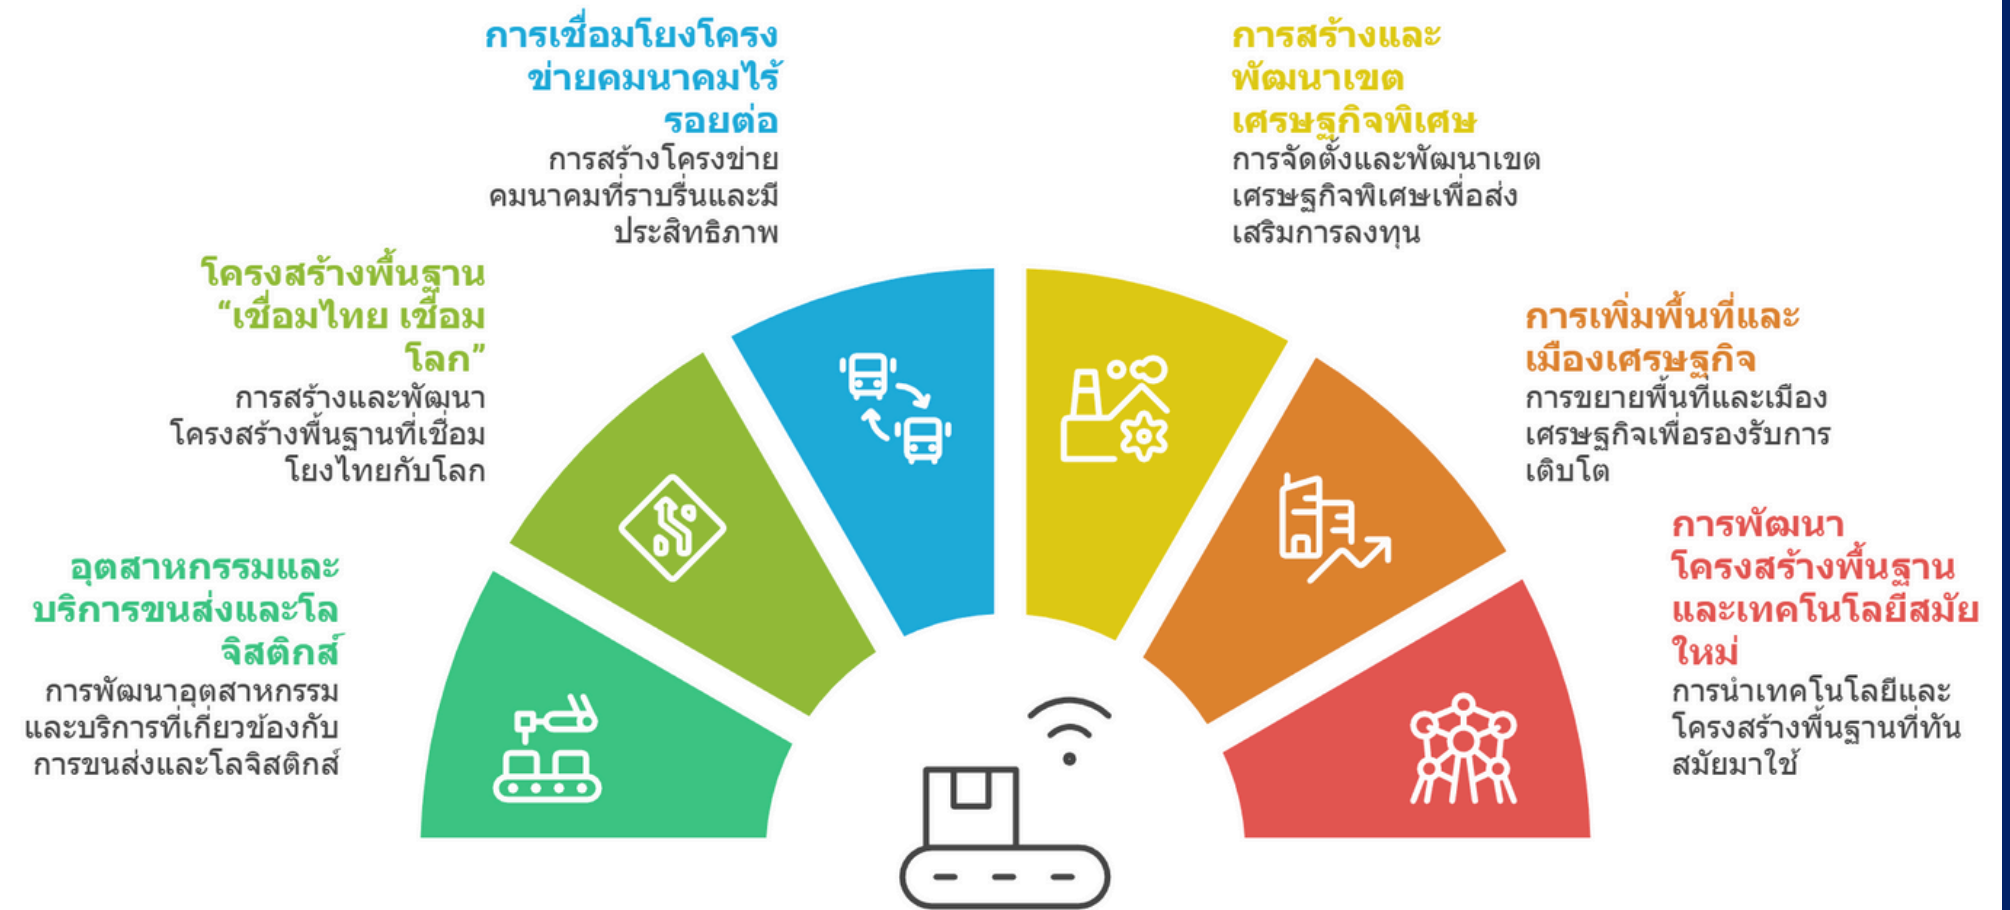 การเชื่อมโยงโครง
ข่ายคมนาคมไร้
รอยต่อ
การสร้างโครงข่าย
คมนาคมที่ราบรื่นและมี
ประสิทธิภาพ
การสร้างและ
พัฒนาเขต
เศรษฐกิจพิเศษ
การจัดตั้งและพัฒนาเขต
เศรษฐกิจพิเศษเพื่อส่ง
เสริมการลงทุน
โครงสร้างพื้นฐาน
“เชื่อมไทย เชื่อม
โลก”
การสร้างและพัฒนา
โครงสร้างพื้นฐานที่เชื่อม
โยงไทยกับโลก
การเพิ่มพื้นที่และ
เมืองเศรษฐกิจ
การขยายพื้นที่และเมือง
เศรษฐกิจเพื่อรองรับการ
เติบโต
อุตสาหกรรมและ
บริการขนส่งและโล
จิสติกส์
การพัฒนาอุตสาหกรรม
และบริการที่เกี่ยวข้องกับ
การขนส่งและโลจิสติกส์
การพัฒนา
โครงสร้างพื้นฐาน
และเทคโนโลยีสมัย
ใหม่
การนำเทคโนโลยีและ
โครงสร้างพื้นฐานที่ทัน
สมัยมาใช้